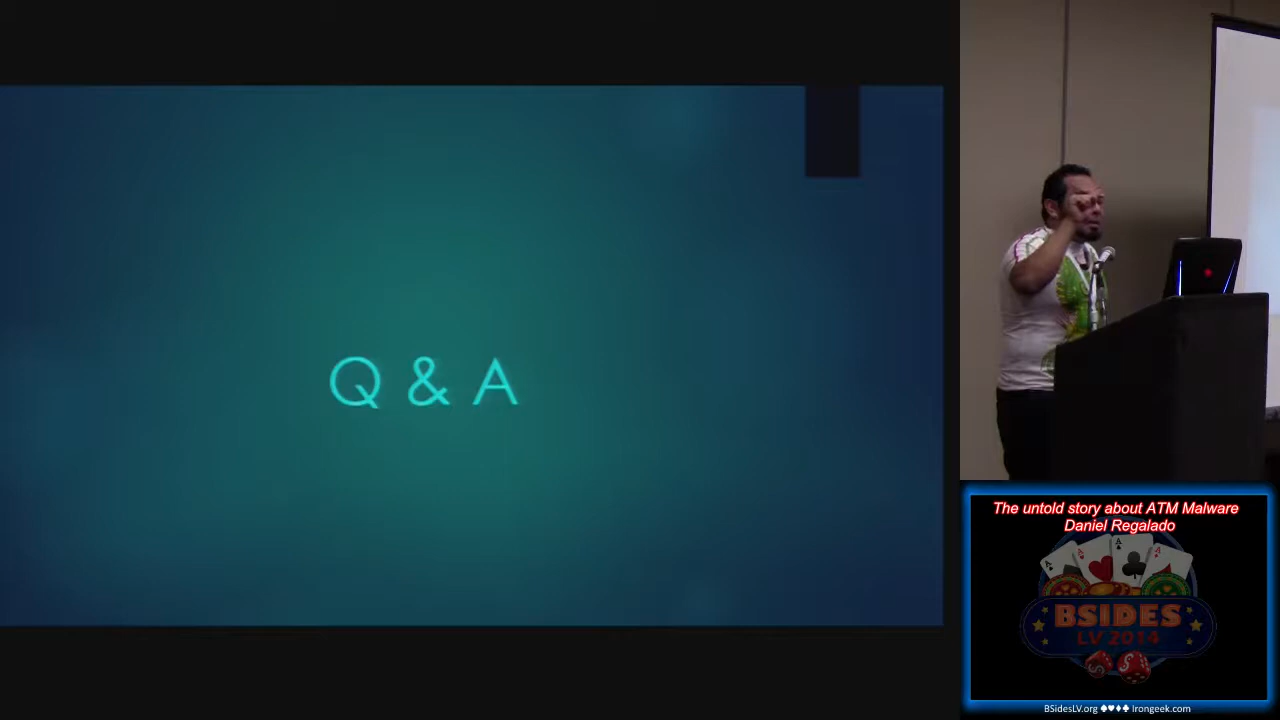 Q & A
The untold story about ATM Malware
Daniel Regalado
BSIDES
LV 2014
BSidesLV.org ♠♥♦♣ Irongeek.com